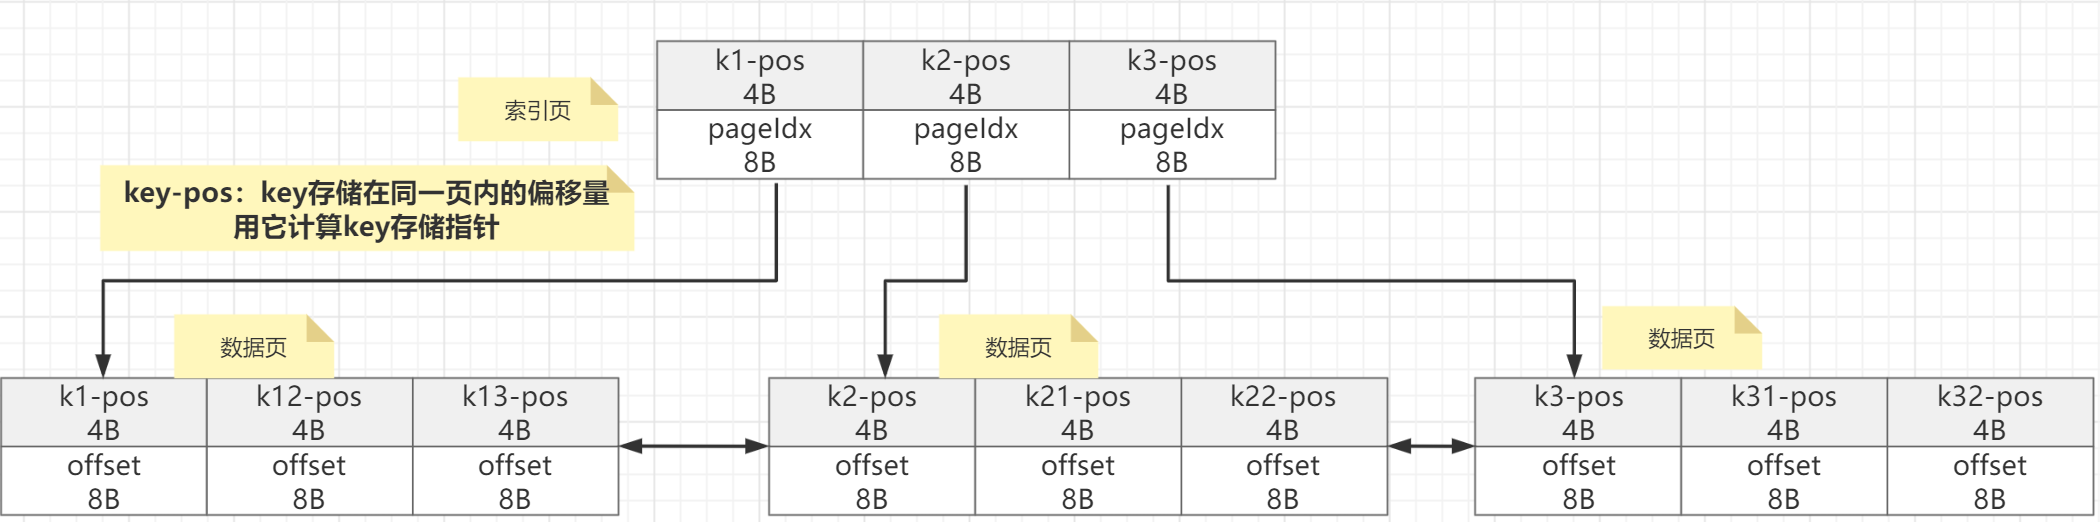 k1-pos
4B
k2-pos
4B
k3-pos
4B
pageIdx
8B
pageIdx
8B
pageIdx
8B
索引页
key-pos：key存储在同一页内的偏移量
用它计算key存储指针
数据页
数据页
数据页
k1-pos
4B
k12-pos
4B
k13-pos
4B
offset
8B
offset
8B
offset
8B
k2-pos
4B
k21-pos
4B
k22-pos
4B
offset
8B
offset
8B
offset
8B
k3-pos
4B
k31-pos
4B
k32-pos
4B
offset
8B
offset
8B
offset
8B